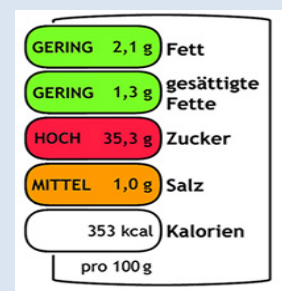 GERING 2,1 g Fett
GERING 1,3 g gesättigte
Fette
HOCH 35,3 g Zucker
MITTEL 1,0 g Salz
353 kcal Kalorien
pro 100 g